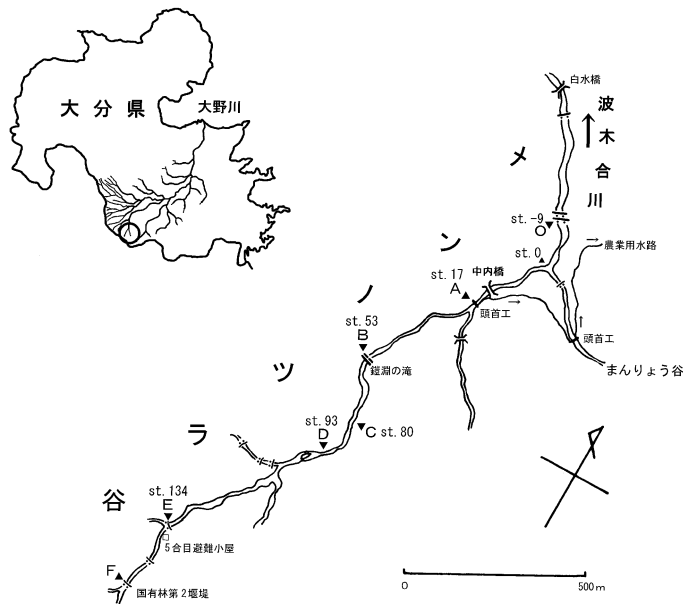 大分県
大野川
白水橋
波木合川
メンノツラ谷
st. -9
O
st. 0
農業用水路
中内橋
st. 17
A
頭首工
頭首工
まんりょう谷
st. 53
B
鎧淵の滝
st. 93
D
C st. 80
st. 134
E
5合目避難小屋
F
国有林第2堰堤
0 500 m